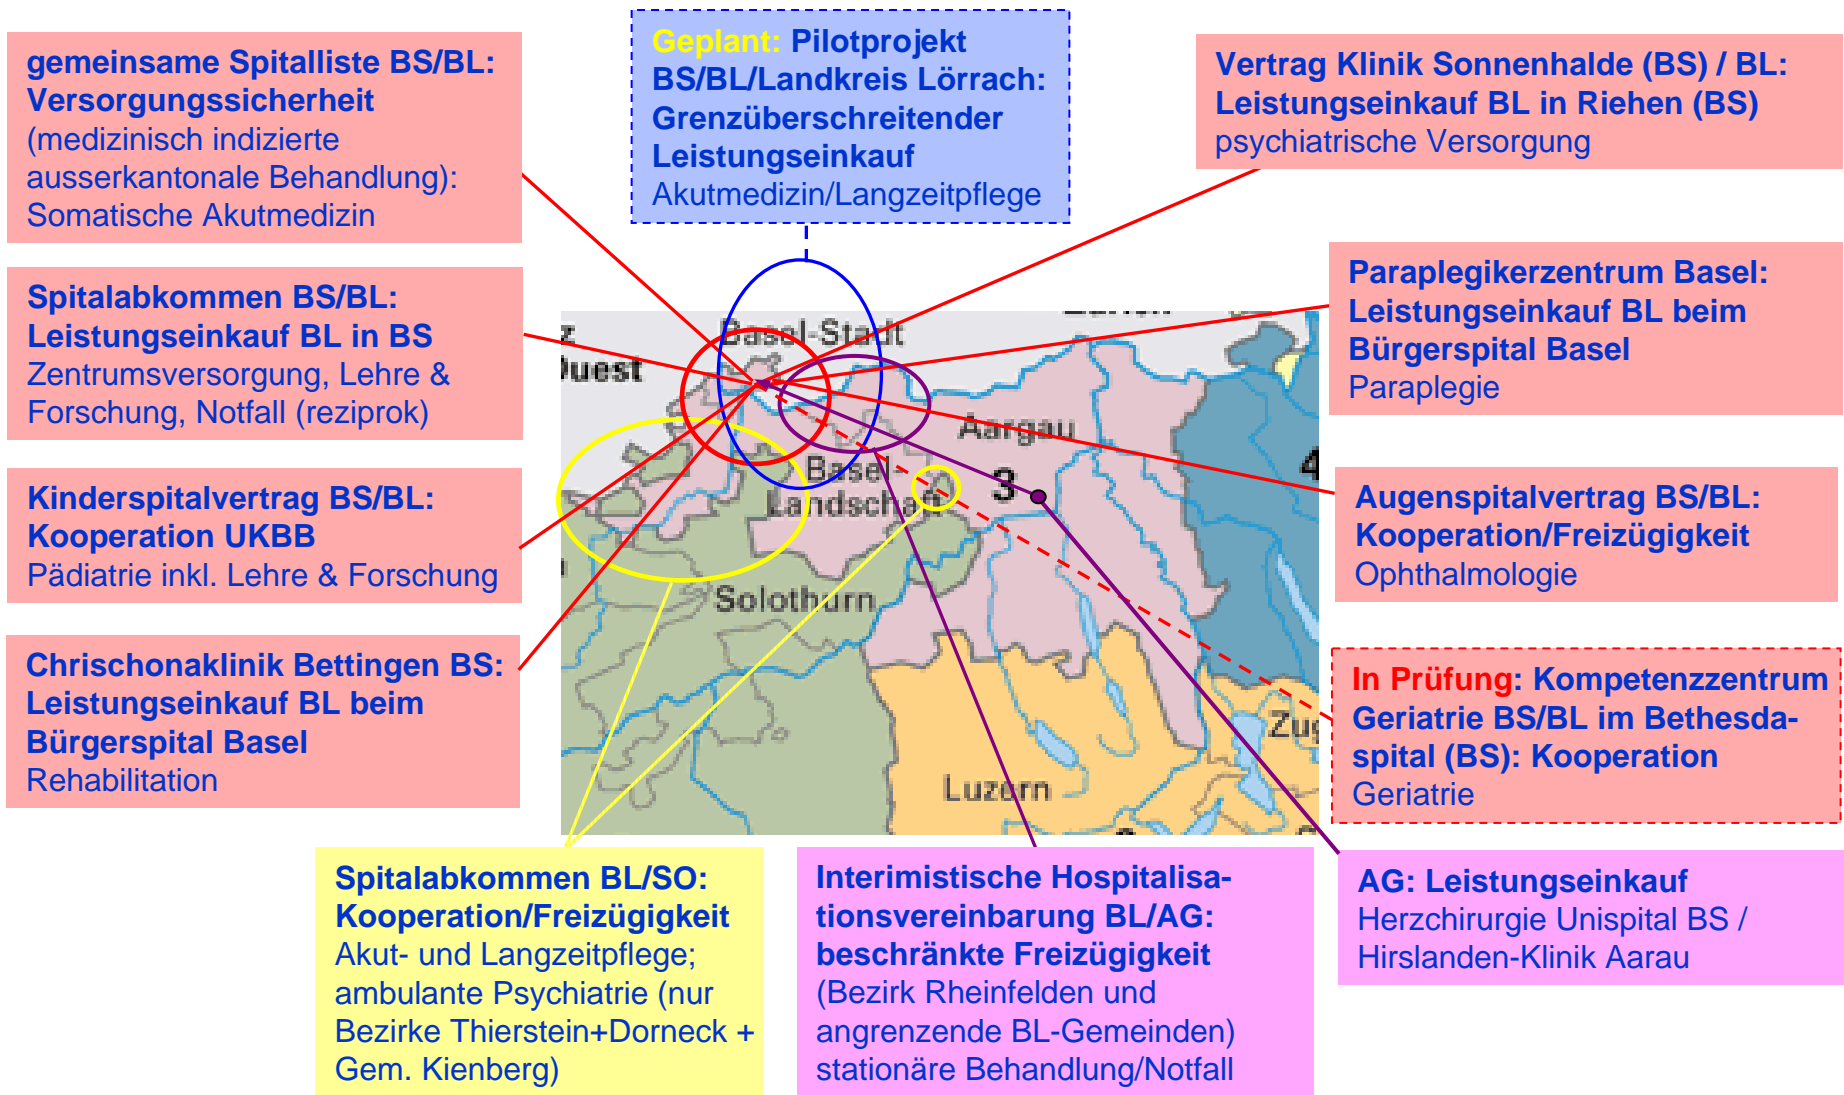 gemeinsame Spitalliste BS/BL:
Versorgungssicherheit
(medizinisch indizierte
ausserkantonale Behandlung):
Somatische Akutmedizin
Geplant: Pilotprojekt
BS/BL/Landkreis Lörrach:
Grenzüberschreitender
Leistungseinkauf
Akutmedizin/Langzeitpflege
Vertrag Klinik Sonnenhalde (BS) / BL:
Leistungseinkauf BL in Riehen (BS)
psychiatrische Versorgung
Spitalabkommen BS/BL:
Leistungseinkauf BL in BS
Zentrumsversorgung, Lehre &
Forschung, Notfall (reziprok)
Paraplegikerzentrum Basel:
Leistungseinkauf BL beim
Bürgerspital Basel
Paraplegie
Basel-Stadt
Aargau
Basel-
Landschaft
3
4
Solothurn
Luzern
Zug
Kinderspitalvertrag BS/BL:
Kooperation UKBB
Pädiatrie inkl. Lehre & Forschung
Augenspitalvertrag BS/BL:
Kooperation/Freizügigkeit
Ophthalmologie
Chrischonaklinik Bettingen BS:
Leistungseinkauf BL beim
Bürgerspital Basel
Rehabilitation
In Prüfung: Kompetenzzentrum
Geriatrie BS/BL im Bethesda-
spital (BS): Kooperation
Geriatrie
Spitalabkommen BL/SO:
Kooperation/Freizügigkeit
Akut- und Langzeitpflege;
ambulante Psychiatrie (nur
Bezirke Thierstein+Dorneck +
Gem. Kienberg)
Interimistische Hospitalisa-
tionsvereinbarung BL/AG:
beschränkte Freizügigkeit
(Bezirk Rheinfelden und
angrenzende BL-Gemeinden)
stationäre Behandlung/Notfall
AG: Leistungseinkauf
Herzchirurgie Unispital BS /
Hirslanden-Klinik Aarau